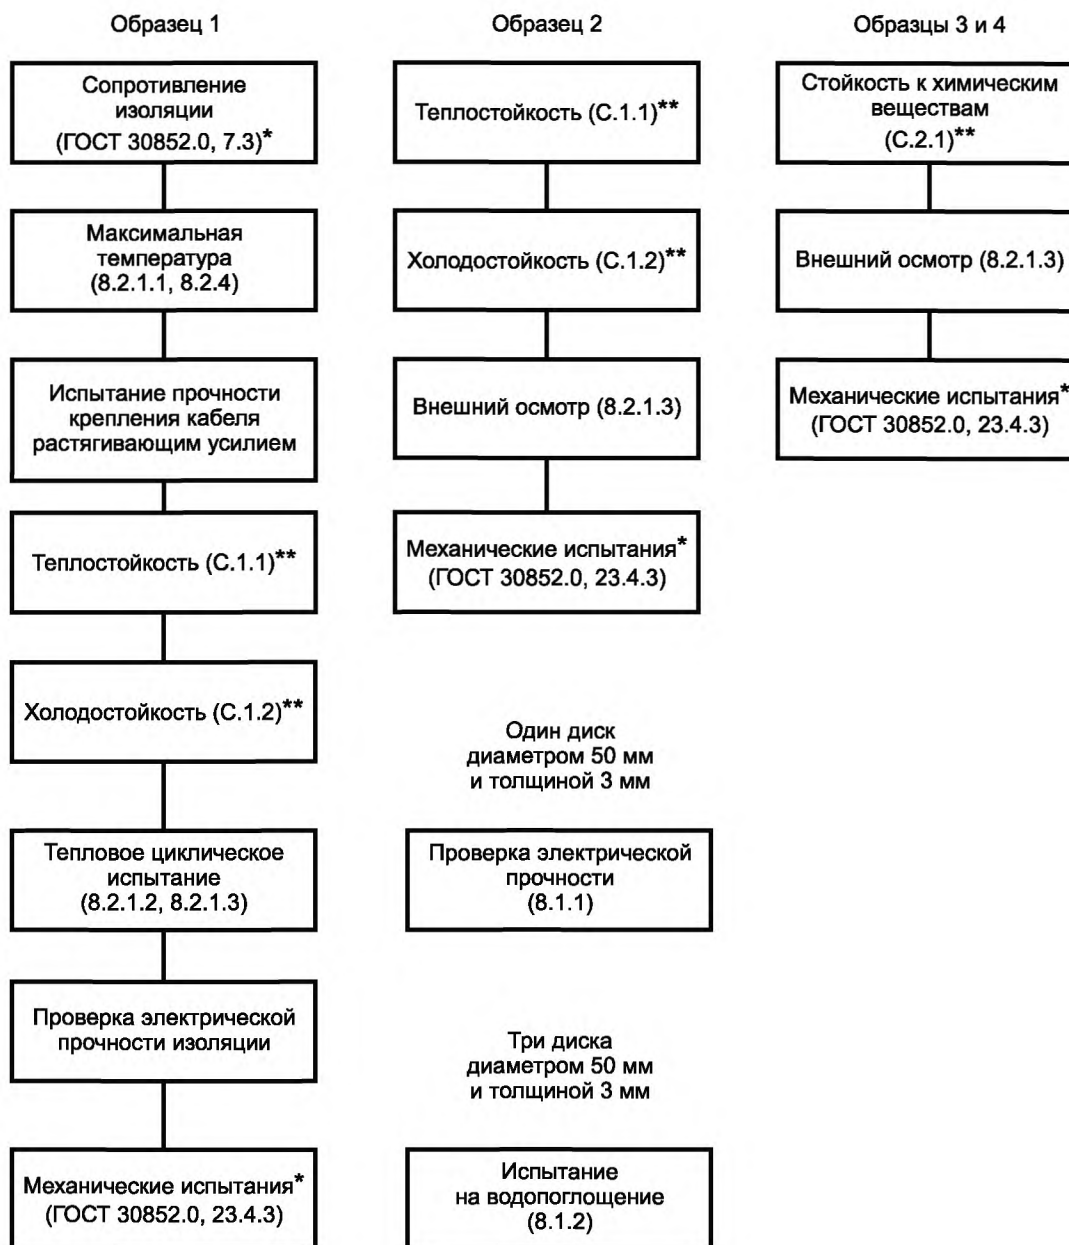 Образец 1
Сопротивление
изоляции
(ГОСТ 30852.0, 7.3)*
Максимальная
температура
(8.2.1.1, 8.2.4)
Испытание прочности
крепления кабеля
растягивающим усилием
Теплостойкость (С.1.1)**
Холодостойкость (С.1.2)**
Тепловое циклическое
испытание
(8.2.1.2, 8.2.1.3)
Проверка электрической
прочности изоляции
Механические испытания*
(ГОСТ 30852.0, 23.4.3)
Образец 2
Теплостойкость (С.1.1)**
Холодостойкость (С.1.2)**
Внешний осмотр (8.2.1.3)
Механические испытания*
(ГОСТ 30852.0, 23.4.3)
Один диск
диаметром 50 мм
и толщиной 3 мм
Проверка электрической
прочности
(8.1.1)
Три диска
диаметром 50 мм
и толщиной 3 мм
Испытание
на водопоглощение
(8.1.2)
Образцы 3 и 4
Стойкость к химическим
веществам
(С.2.1)**
Внешний осмотр (8.2.1.3)
Механические испытания*
(ГОСТ 30852.0, 23.4.3)